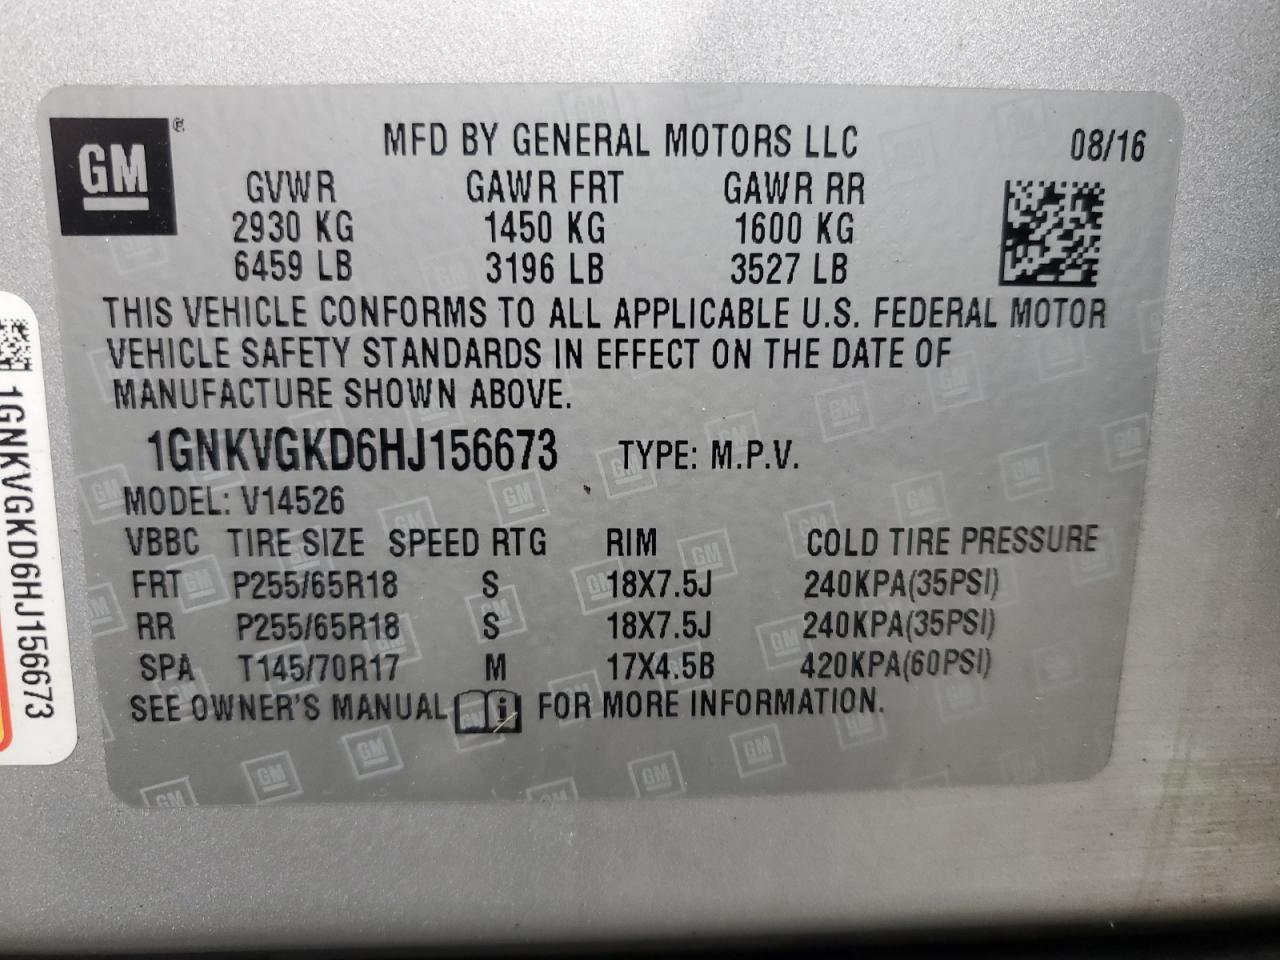 GM
MFD BY GENERAL MOTORS LLC 08/16
GVWR GAWR FRT GAWR RR
2930 KG 1450 KG 1600 KG
6459 LB 3196 LB 3527 LB
THIS VEHICLE CONFORMS TO ALL APPLICABLE U.S. FEDERAL MOTOR
VEHICLE SAFETY STANDARDS IN EFFECT ON THE DATE OF
MANUFACTURE SHOWN ABOVE.
1GNKVGKD6HJ156673 TYPE: M.P.V.
MODEL: V14526
VBBC TIRE SIZE SPEED RTG RIM COLD TIRE PRESSURE
FRT P255/65R18 S 18X7.5J 240KPA(35PSI)
RR P255/65R18 S 18X7.5J 240KPA(35PSI)
SPA T145/70R17 M 17X4.5B 420KPA(60PSI)
SEE OWNER'S MANUAL i FOR MORE INFORMATION.
1GNKVGKD6HJ156673